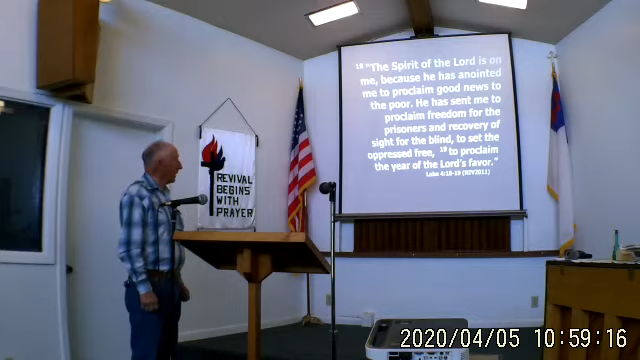 18 "The Spirit of the Lord is on
me, because he has anointed
me to proclaim good news to
the poor. He has sent me to
proclaim freedom for the
prisoners and recovery of
sight for the blind, to set the
oppressed free, 19 to proclaim
the year of the Lord's favor."
Luke 4:18-19 (NIV2011)
REVIVAL
BEGINS
WITH
PRAYER
2020/04/05 10:59:16